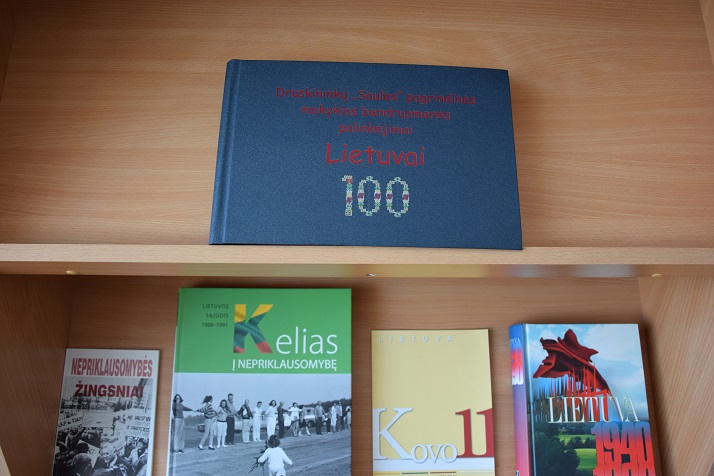 Druskininkų „Saulės“ pagrindinės
mokyklos bendruomenės
palinkėjimai
Lietuvai
100
NEPRIKLAUSOMYBĖS
ŽINGSNIAI
LIETUVOS
SĄJŪDIS
1988–1991
Kelias
Į NEPRIKLAUSOMYBĘ
LIETUVA
Kovo 11
LIETUVA
1940